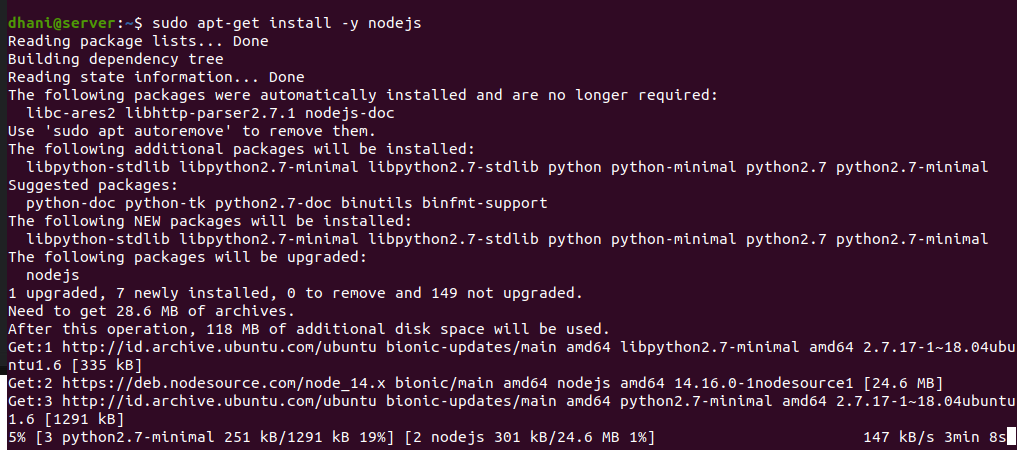 dhani@server:~$ sudo apt-get install -y nodejs
Reading package lists... Done
Building dependency tree
Reading state information... Done
The following packages were automatically installed and are no longer required:
  libc-ares2 libhttp-parser2.7.1 nodejs-doc
Use 'sudo apt autoremove' to remove them.
The following additional packages will be installed:
  libpython-stdlib libpython2.7-minimal libpython2.7-stdlib python python-minimal python2.7 python2.7-minimal
Suggested packages:
  python-doc python-tk python2.7-doc binutils binfmt-support
The following NEW packages will be installed:
  libpython-stdlib libpython2.7-minimal libpython2.7-stdlib python python-minimal python2.7 python2.7-minimal
The following packages will be upgraded:
  nodejs
1 upgraded, 7 newly installed, 0 to remove and 149 not upgraded.
Need to get 28.6 MB of archives.
After this operation, 118 MB of additional disk space will be used.
Get:1 http://id.archive.ubuntu.com/ubuntu bionic-updates/main amd64 libpython2.7-minimal amd64 2.7.17-1~18.04ubu
ntu1.6 [335 kB]
Get:2 https://deb.nodesource.com/node_14.x bionic/main amd64 nodejs amd64 14.16.0-1nodesource1 [24.6 MB]
Get:3 http://id.archive.ubuntu.com/ubuntu bionic-updates/main amd64 python2.7-minimal amd64 2.7.17-1~18.04ubuntu
1.6 [1291 kB]
5% [3 python2.7-minimal 251 kB/1291 kB 19%] [2 nodejs 301 kB/24.6 MB 1%] 147 kB/s 3min 8s